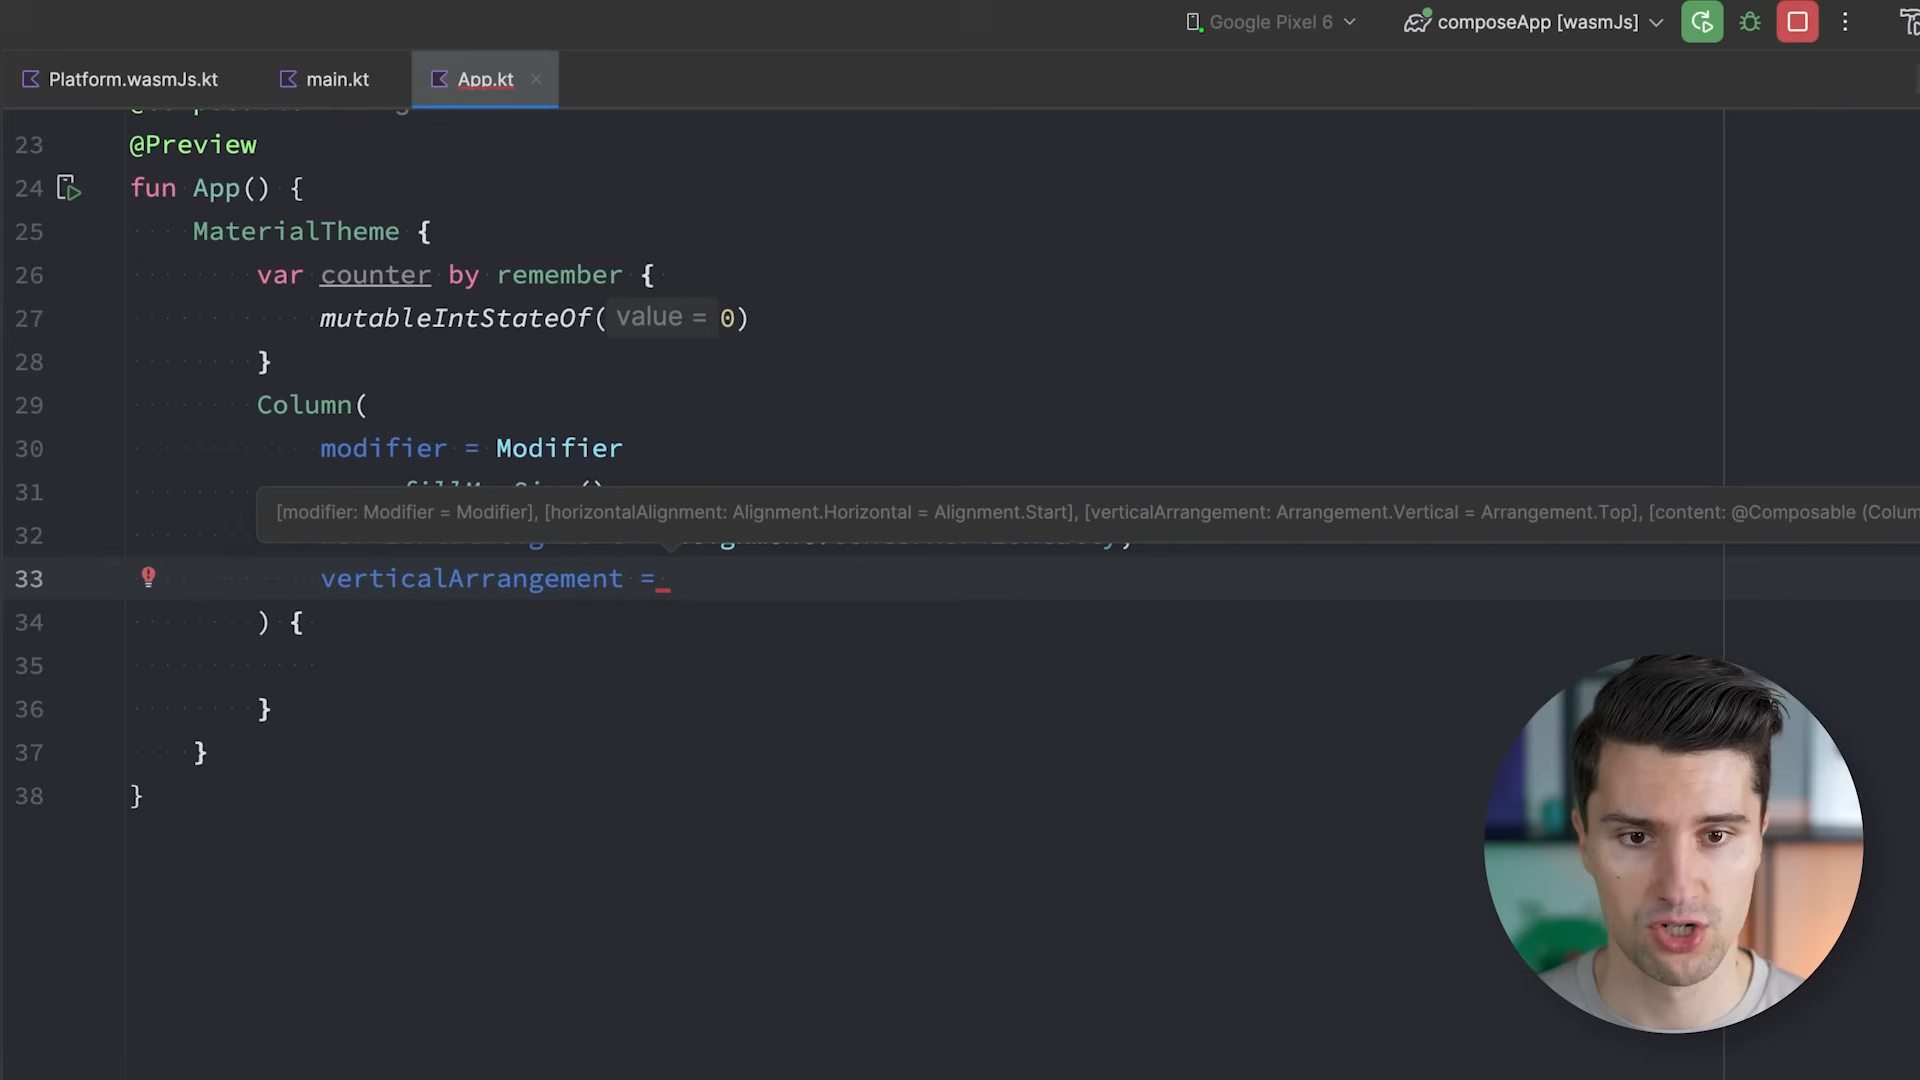 Google Pixel 6
composeApp [wasmJs]
Platform.wasmJs.kt
main.kt
App.kt
23 @Preview
24 fun App() {
25 MaterialTheme {
26 var counter by remember {
27 mutableIntStateOf( value = 0)
28 }
29 Column(
30 modifier = Modifier
31
[modifier: Modifier = Modifier], [horizontalAlignment: Alignment.Horizontal = Alignment.Start], [verticalArrangement: Arrangement.Vertical = Arrangement.Top], [content: @Composable (Colum
32
33 verticalArrangement =
34 ) {
35
36 }
37 }
38 }